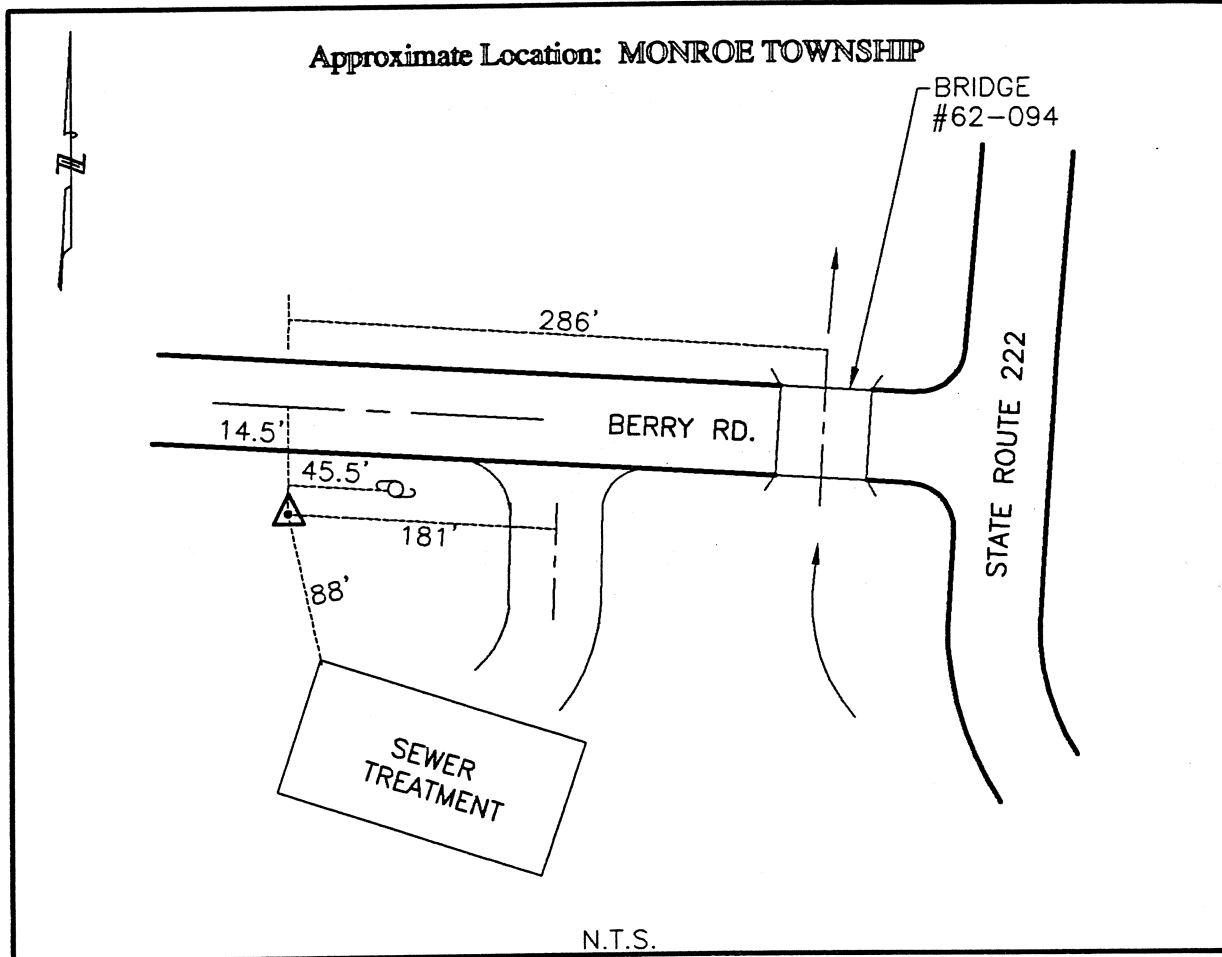 Approximate Location: MONROE TOWNSHIP
BRIDGE
#62-094
N
286'
14.5'
BERRY RD.
45.5'
181'
STATE ROUTE 222
88'
SEWER
TREATMENT
N.T.S.